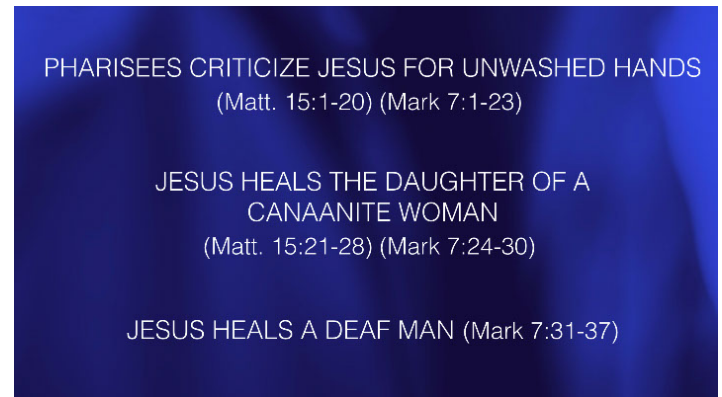 PHARISEES CRITICIZE JESUS FOR UNWASHED HANDS
(Matt. 15:1-20) (Mark 7:1-23)
JESUS HEALS THE DAUGHTER OF A
CANAANITE WOMAN
(Matt. 15:21-28) (Mark 7:24-30)
JESUS HEALS A DEAF MAN (Mark 7:31-37)